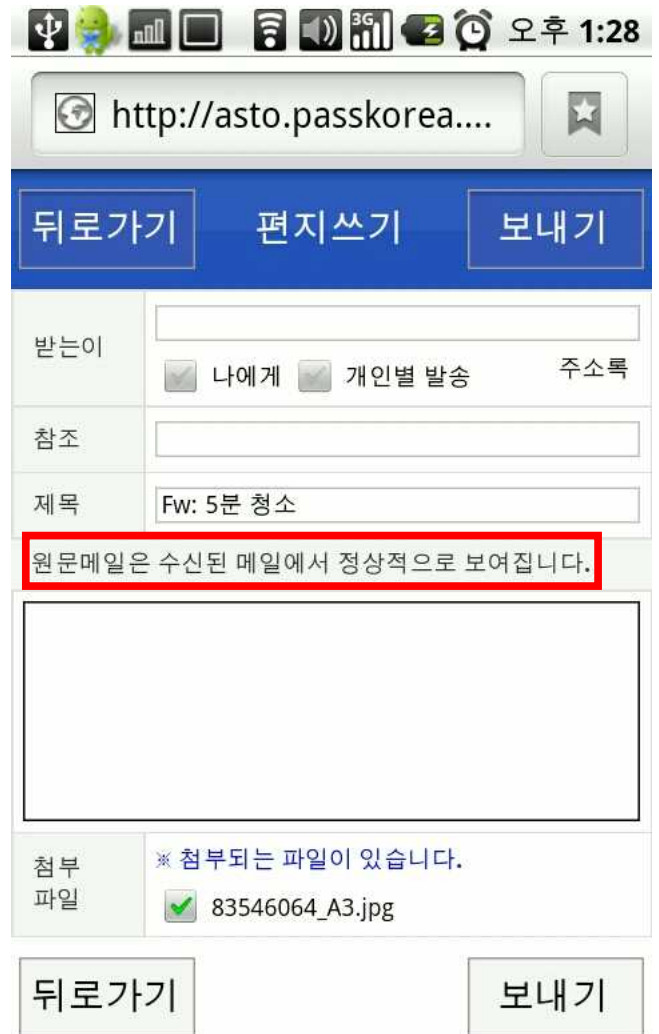 3G 오후 1:28
http://asto.passkorea....
뒤로가기 편지쓰기 보내기
받는이
나에게 개인별 발송 주소록
참조
제목 Fw: 5분 청소
원문메일은 수신된 메일에서 정상적으로 보여집니다.
첨부
파일
※ 첨부되는 파일이 있습니다.
83546064_A3.jpg
뒤로가기 보내기